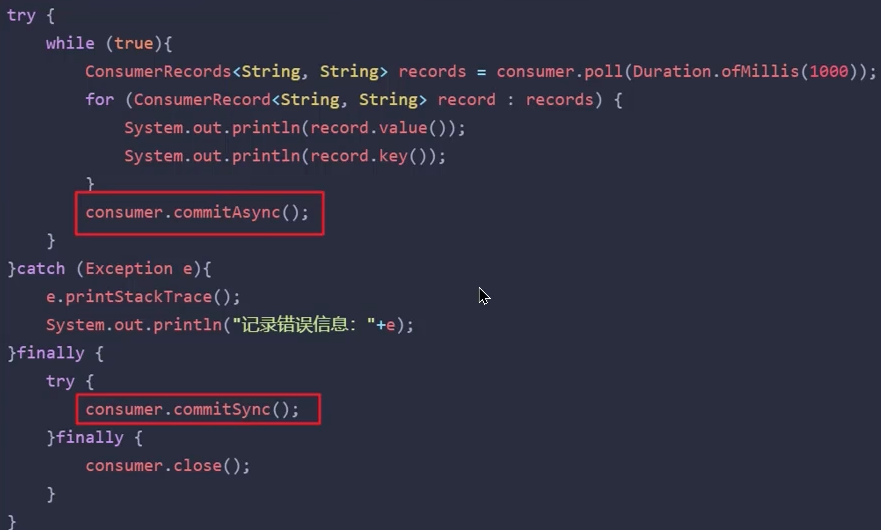 try {
    while (true){
        ConsumerRecords<String, String> records = consumer.poll(Duration.ofMillis(1000));
        for (ConsumerRecord<String, String> record : records) {
            System.out.println(record.value());
            System.out.println(record.key());
        }
        consumer.commitAsync();
    }
}catch (Exception e){
    e.printStackTrace();
    System.out.println("记录错误信息："+e);
}finally {
    try {
        consumer.commitSync();
    }finally {
        consumer.close();
    }
}